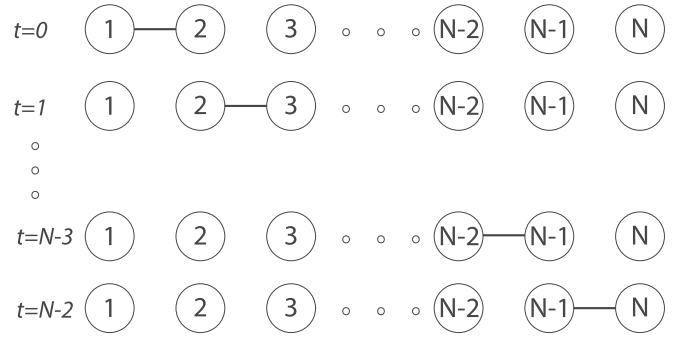 t=0 1 2 3 N-2 N-1 N
t=1 1 2 3 N-2 N-1 N
t=N-3 1 2 3 N-2 N-1 N
t=N-2 1 2 3 N-2 N-1 N